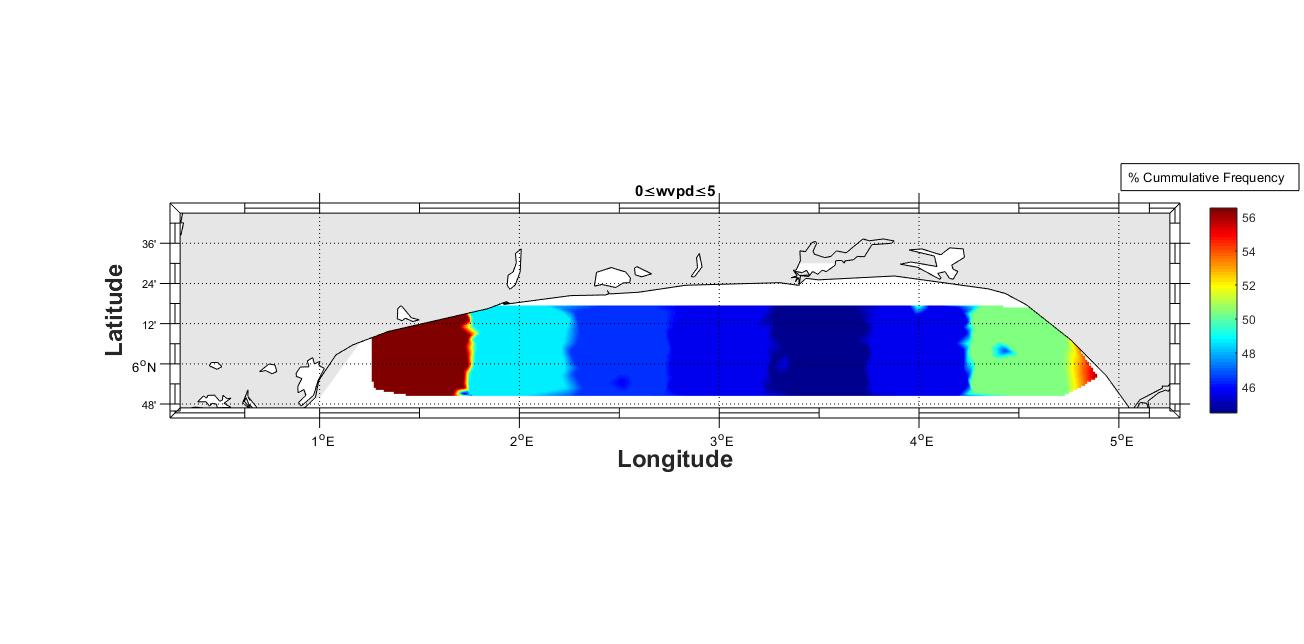 % Cummulative Frequency
0≤wvpd≤5
56
54
52
50
48
46
36'
24'
12'
6°N
48'
Latitude
1°E
2°E
3°E
4°E
5°E
Longitude